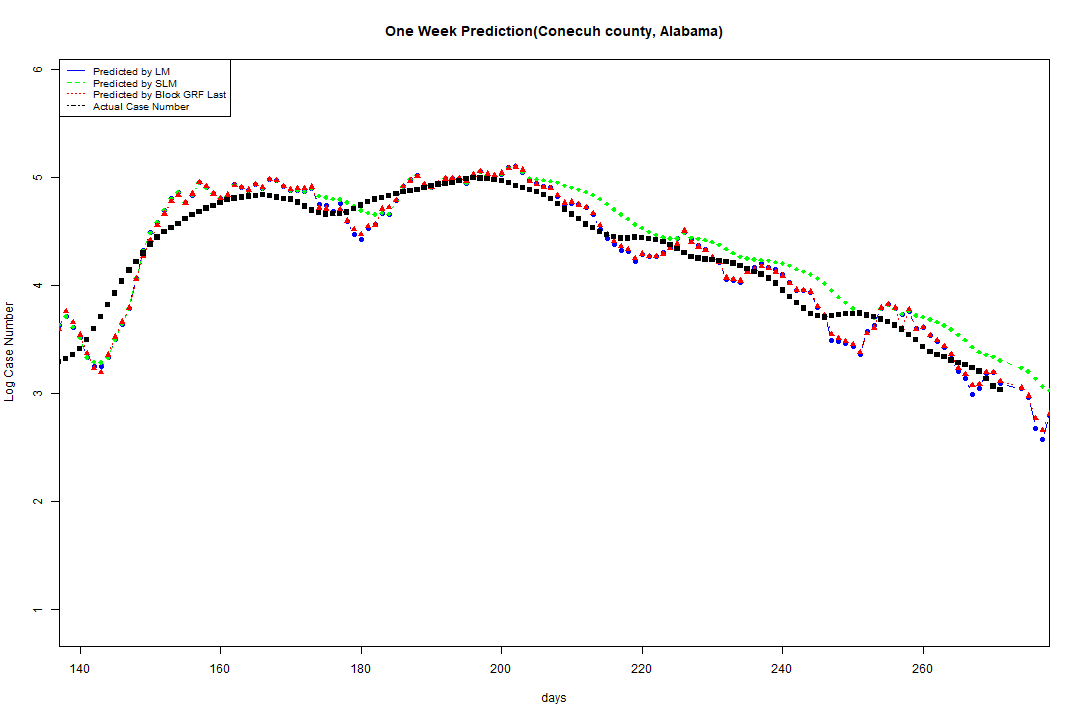 One Week Prediction(Conecuh county, Alabama)
Predicted by LM
Predicted by SLM
Predicted by Block GRF Last
Actual Case Number
6
5
4
3
2
1
Log Case Number
140 160 180 200 220 240 260
days